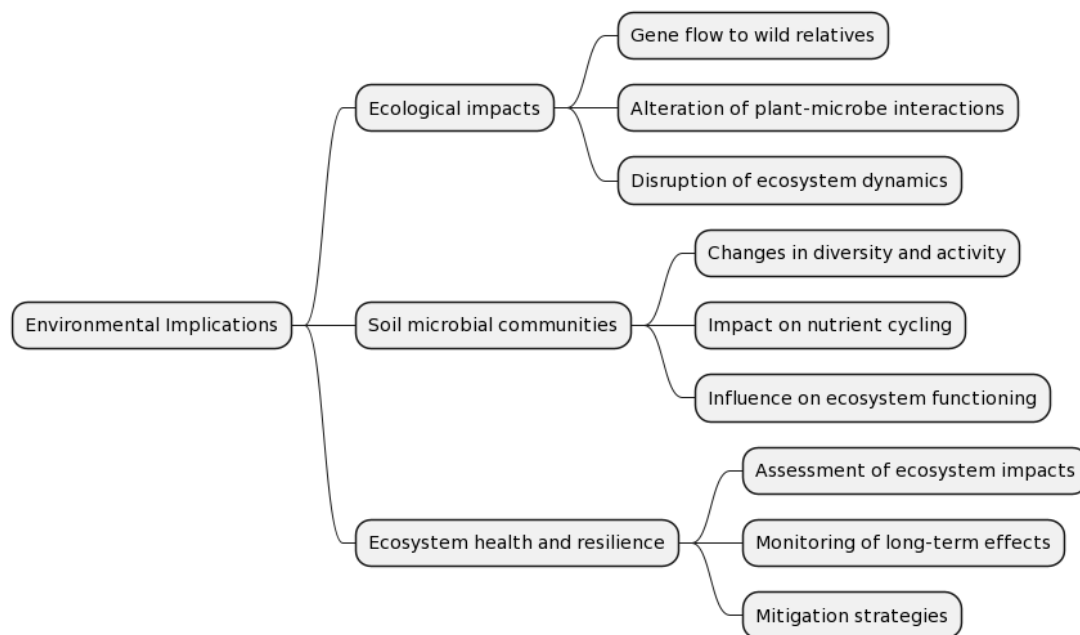 Environmental Implications
Ecological impacts
Gene flow to wild relatives
Alteration of plant-microbe interactions
Disruption of ecosystem dynamics
Soil microbial communities
Changes in diversity and activity
Impact on nutrient cycling
Influence on ecosystem functioning
Ecosystem health and resilience
Assessment of ecosystem impacts
Monitoring of long-term effects
Mitigation strategies